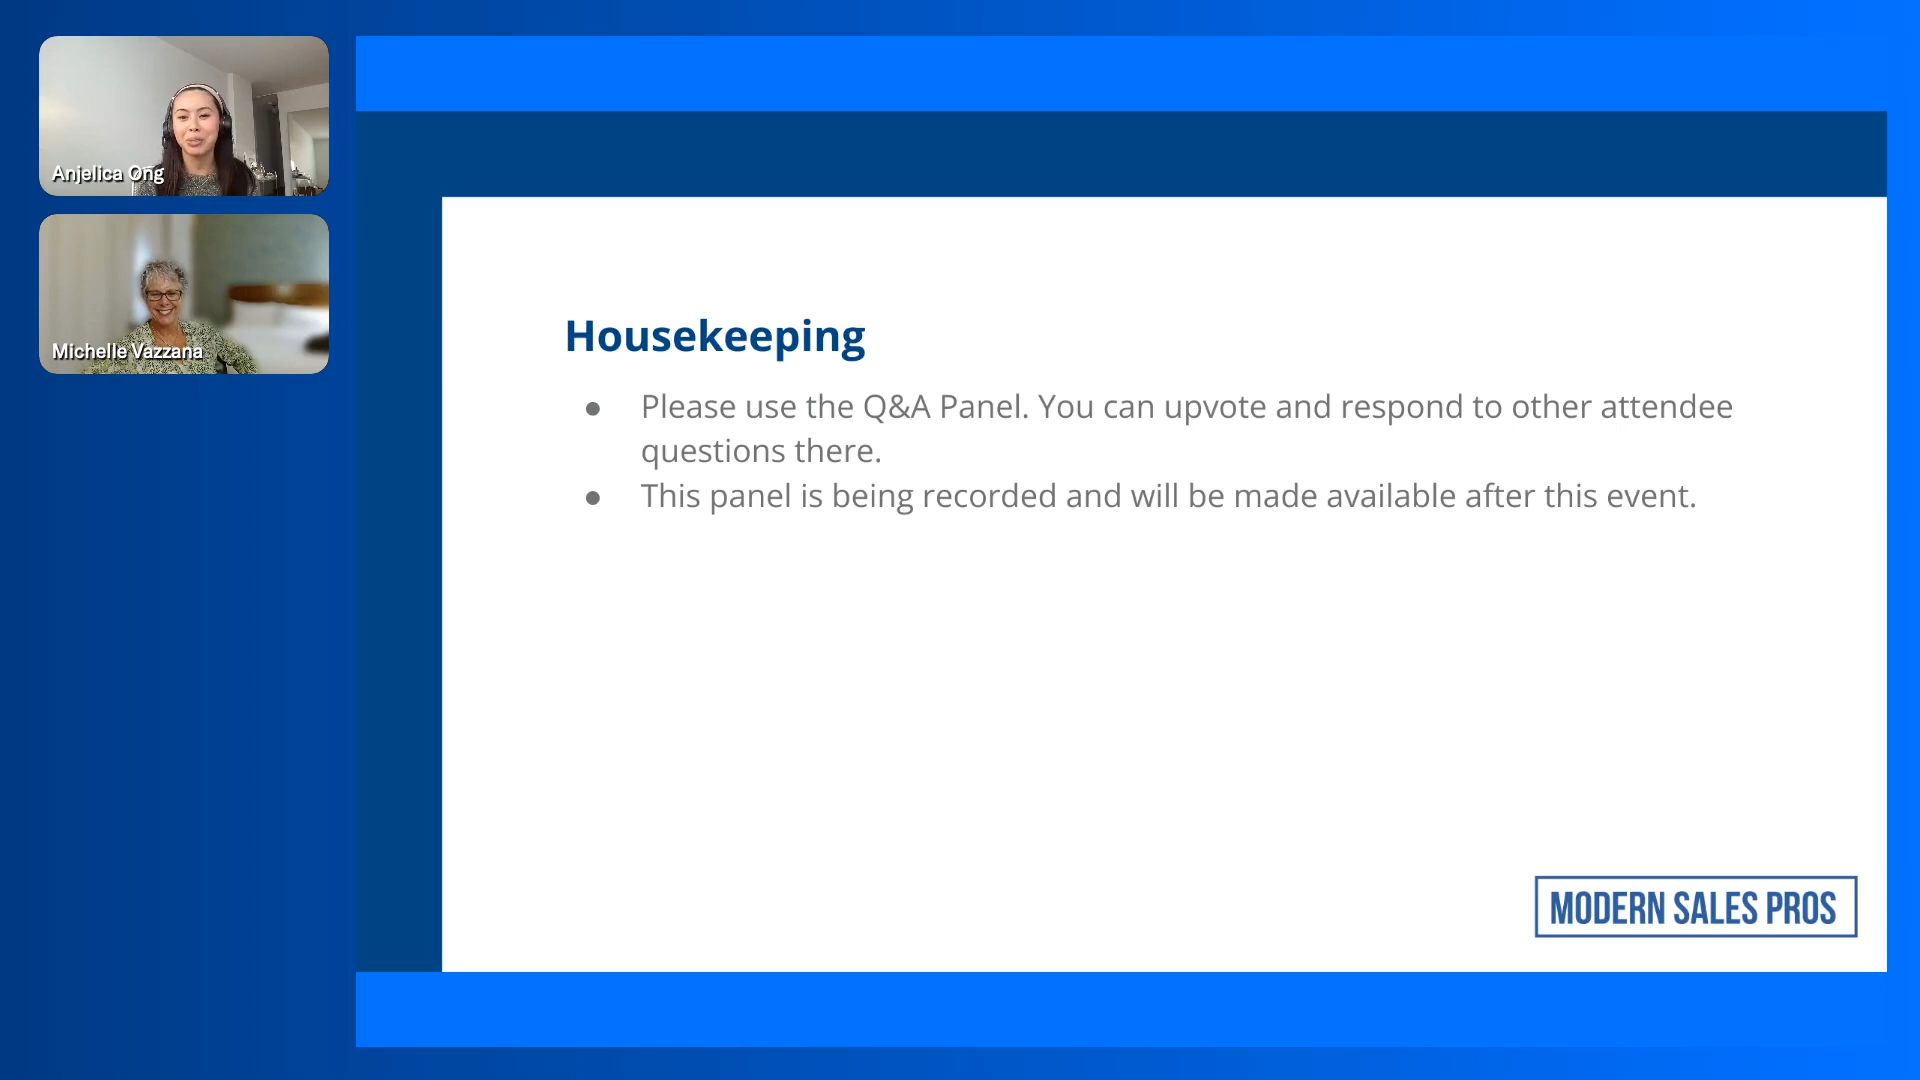 Anjelica Ong
Michelle Vazzana
Housekeeping
● Please use the Q&A Panel. You can upvote and respond to other attendee
questions there.
● This panel is being recorded and will be made available after this event.
MODERN SALES PROS